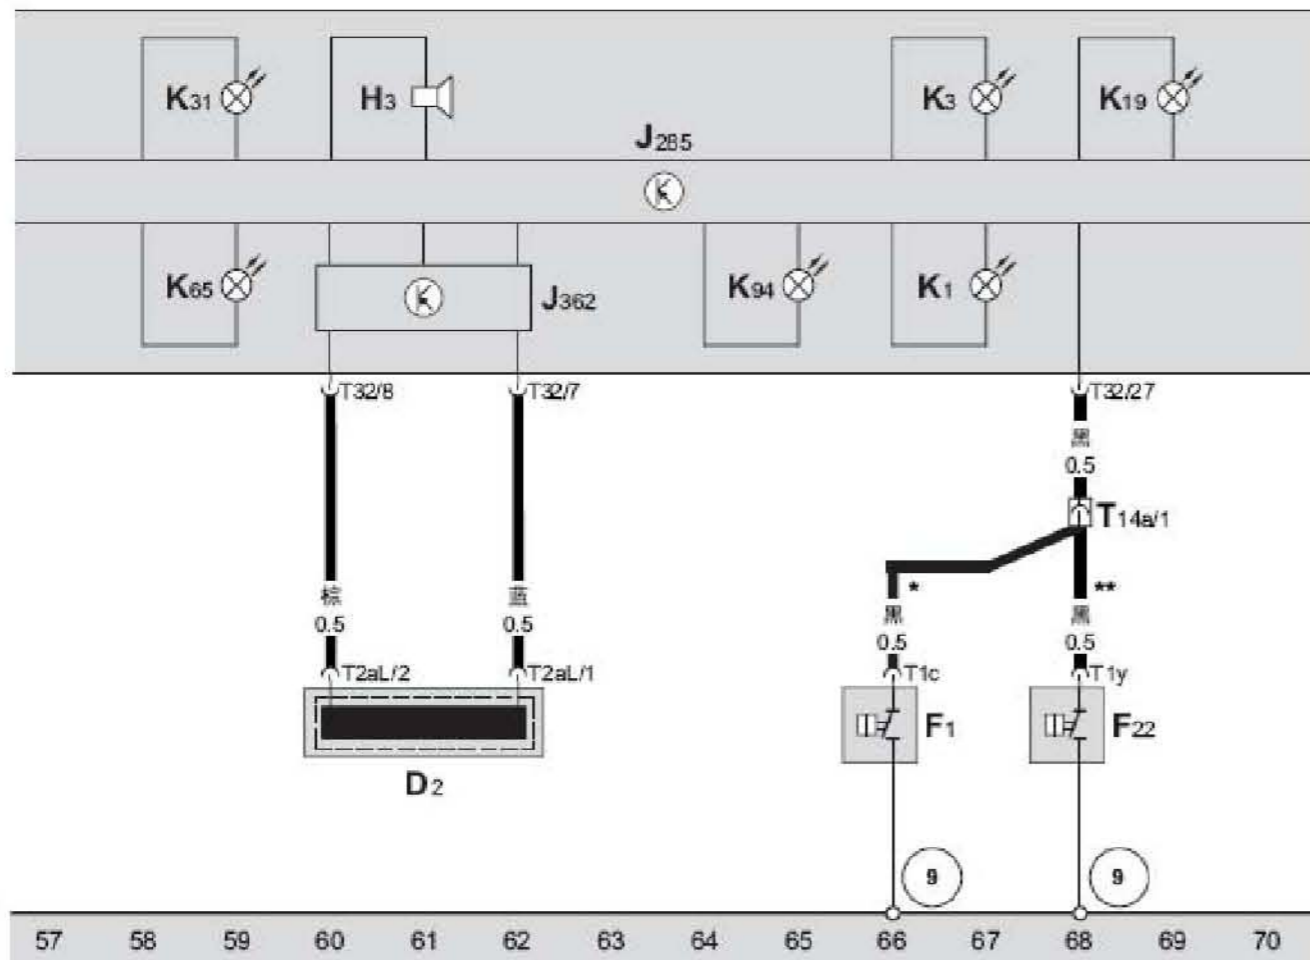 K31
H3
K3
K19
J285
K65
J362
K94
K1
T32/8
T32/7
T32/27
黑
0.5
T14a/1
*
**
棕
0.5
蓝
0.5
黑
0.5
黑
0.5
T2aL/2
T2aL/1
T1c
T1y
F1
F22
D2
9
9
57 58 59 60 61 62 63 64 65 66 67 68 69 70